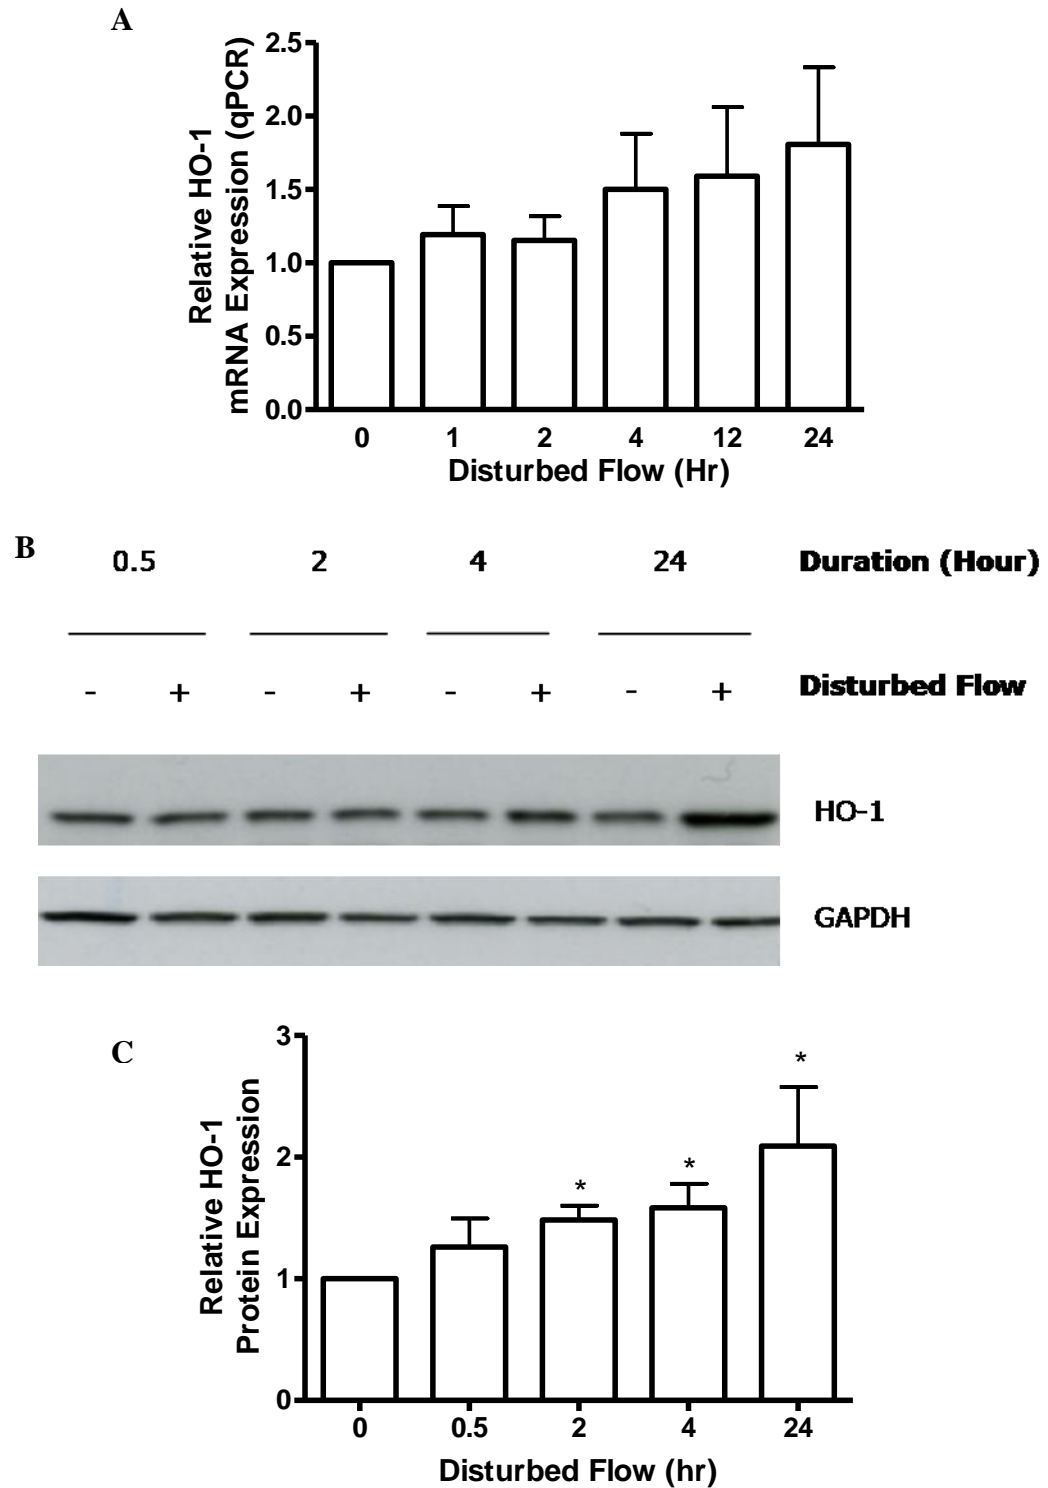 A
2.5
2.0
1.5
1.0
0.5
0.0
Relative HO-1
mRNA Expression (qPCR)
0 1 2 4 12 24
Disturbed Flow (Hr)
B
0.5 2 4 24 Duration (Hour)
- + - + - + - + Disturbed Flow
HO-1
GAPDH
C
3
2
1
0
Relative HO-1
Protein Expression
* * *
0 0.5 2 4 24
Disturbed Flow (hr)